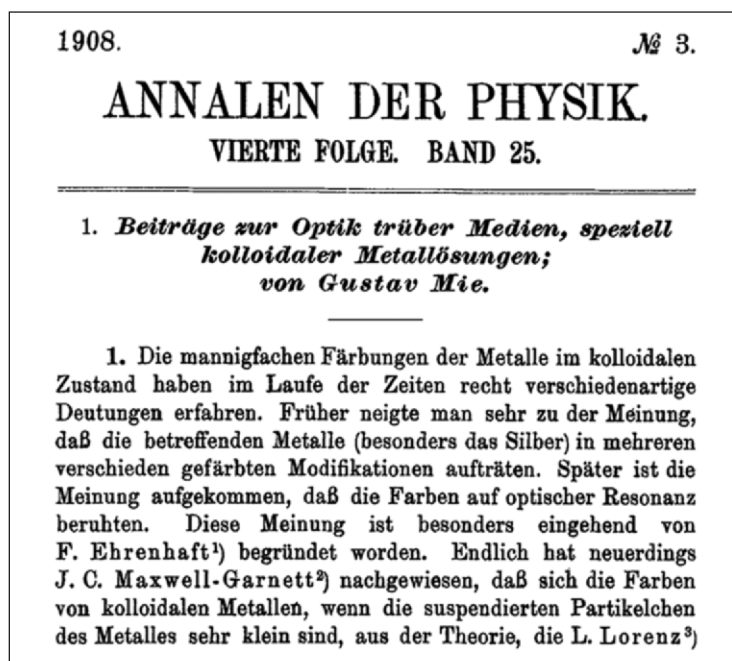 1908.
№ 3.
ANNALEN DER PHYSIK.
VIERTE FOLGE. BAND 25.
1. Beiträge zur Optik trüber Medien, speziell
kolloidaler Metallösungen;
von Gustav Mie.
1. Die mannigfachen Färbungen der Metalle im kolloidalen
Zustand haben im Laufe der Zeiten recht verschiedenartige
Deutungen erfahren. Früher neigte man sehr zu der Meinung,
daß die betreffenden Metalle (besonders das Silber) in mehreren
verschieden gefärbten Modifikationen aufträten. Später ist die
Meinung aufgekommen, daß die Farben auf optischer Resonanz
beruhten. Diese Meinung ist besonders eingehend von
F. Ehrenhaft¹) begründet worden. Endlich hat neuerdings
J. C. Maxwell-Garnett²) nachgewiesen, daß sich die Farben
von kolloidalen Metallen, wenn die suspendierten Partikelchen
des Metalles sehr klein sind, aus der Theorie, die L. Lorenz³)